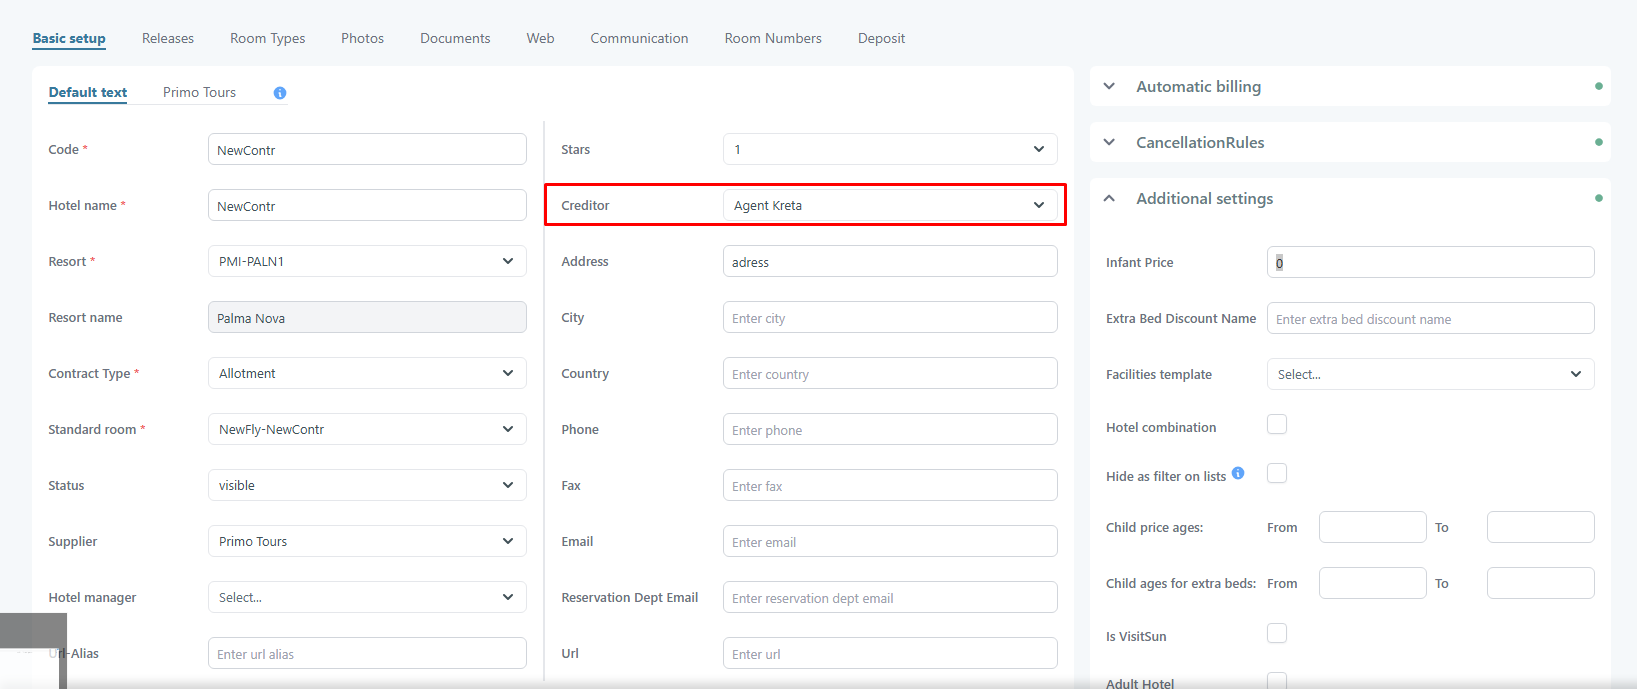 Basic setup Releases Room Types Photos Documents Web Communication Room Numbers Deposit
Default text Primo Tours
Code * NewContr
Hotel name * NewContr
Resort * PMI-PALN1
Resort name Palma Nova
Contract Type * Allotment
Standard room * NewFly-NewContr
Status visible
Supplier Primo Tours
Hotel manager Select...
Url-Alias Enter url alias
Stars 1
Creditor Agent Kreta
Address adress
City Enter city
Country Enter country
Phone Enter phone
Fax Enter fax
Email Enter email
Reservation Dept Email Enter reservation dept email
Url Enter url
Automatic billing
CancellationRules
Additional settings
Infant Price 0
Extra Bed Discount Name Enter extra bed discount name
Facilities template Select...
Hotel combination
Hide as filter on lists
Child price ages: From To
Child ages for extra beds: From To
Is VisitSun
Adult Hotel